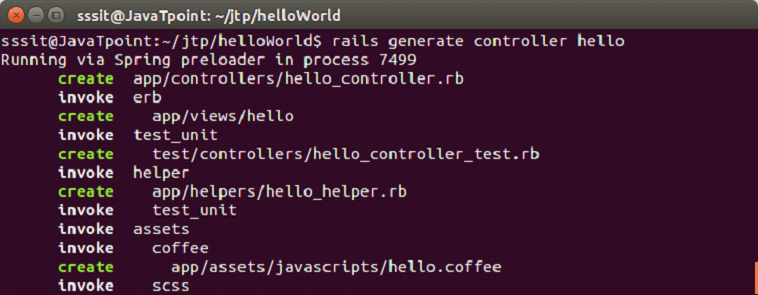 sssit@JavaTpoint: ~/jtp/helloWorld
sssit@JavaTpoint:~/jtp/helloWorld$ rails generate controller hello
Running via Spring preloader in process 7499
create app/controllers/hello_controller.rb
invoke erb
create app/views/hello
invoke test_unit
create test/controllers/hello_controller_test.rb
invoke helper
create app/helpers/hello_helper.rb
invoke test_unit
invoke assets
invoke coffee
create app/assets/javascripts/hello.coffee
invoke scss